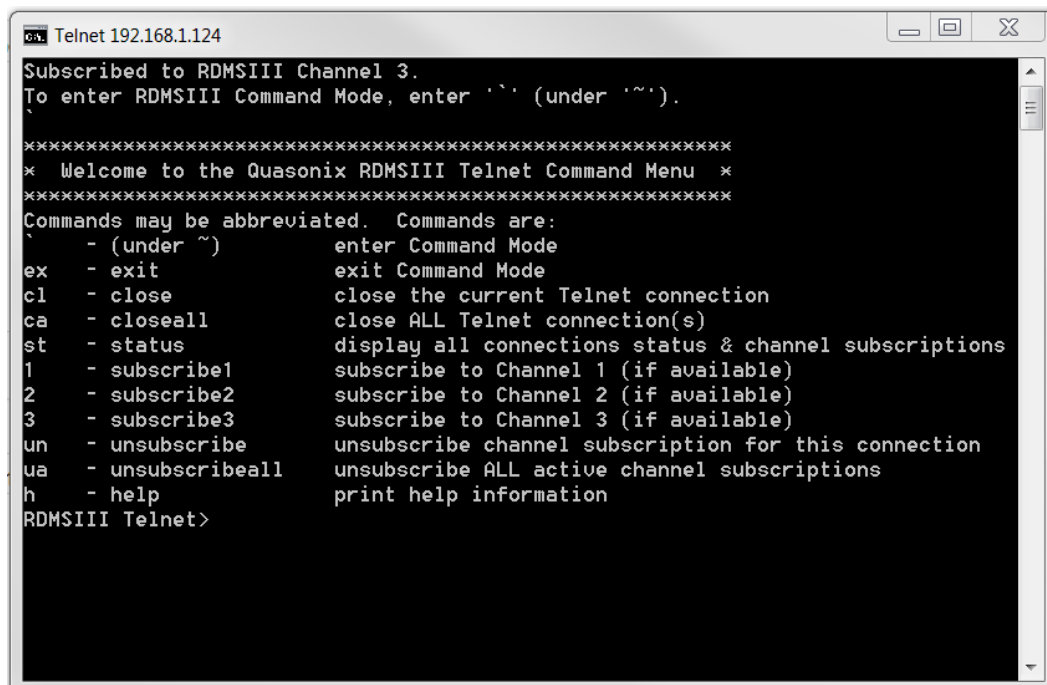 Telnet 192.168.1.124
Subscribed to RDMSIII Channel 3.
To enter RDMSIII Command Mode, enter '`' (under '~').
`
*********************************************************
*  Welcome to the Quasonix RDMSIII Telnet Command Menu  *
*********************************************************
Commands may be abbreviated.  Commands are:
`    - (under ~)         enter Command Mode
ex   - exit              exit Command Mode
cl   - close             close the current Telnet connection
ca   - closeall          close ALL Telnet connection(s)
st   - status            display all connections status & channel subscriptions
1    - subscribe1        subscribe to Channel 1 (if available)
2    - subscribe2        subscribe to Channel 2 (if available)
3    - subscribe3        subscribe to Channel 3 (if available)
un   - unsubscribe       unsubscribe channel subscription for this connection
ua   - unsubscribeall    unsubscribe ALL active channel subscriptions
h    - help              print help information
RDMSIII Telnet>